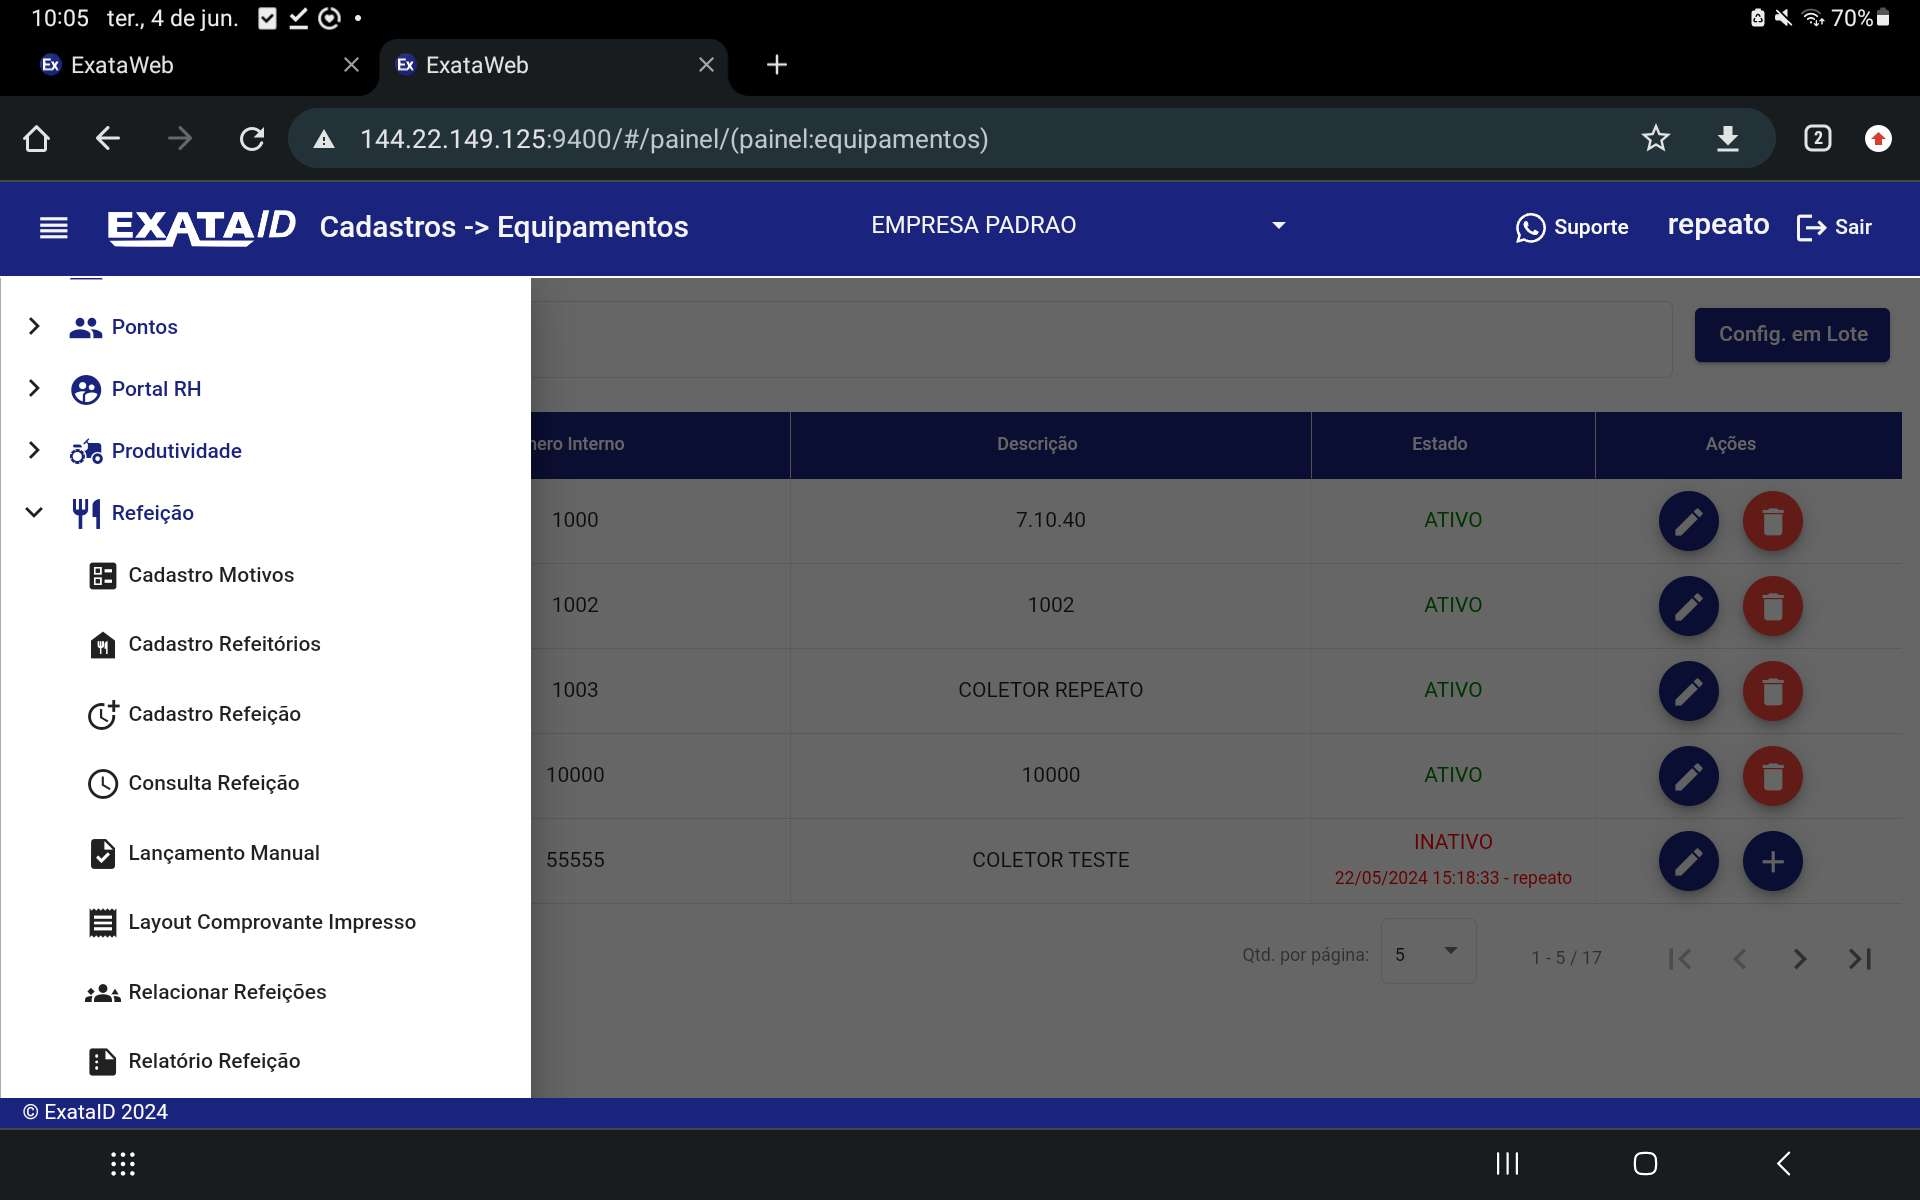 10:05 ter., 4 de jun.
70%
Ex ExataWeb
Ex ExataWeb
144.22.149.125:9400/#/painel/(painel:equipamentos)
2
EXATAID
Cadastros -> Equipamentos
EMPRESA PADRAO
Suporte
repeato
Sair
Pontos
Portal RH
Produtividade
Refeição
Cadastro Motivos
Cadastro Refeitórios
Cadastro Refeição
Consulta Refeição
Lançamento Manual
Layout Comprovante Impresso
Relacionar Refeições
Relatório Refeição
Config. em Lote
nero Interno Descrição Estado Ações
1000 7.10.40 ATIVO
1002 1002 ATIVO
1003 COLETOR REPEATO ATIVO
10000 10000 ATIVO
55555 COLETOR TESTE INATIVO
22/05/2024 15:18:33 - repeato
Qtd. por página: 5 1 - 5 / 17
© ExataID 2024